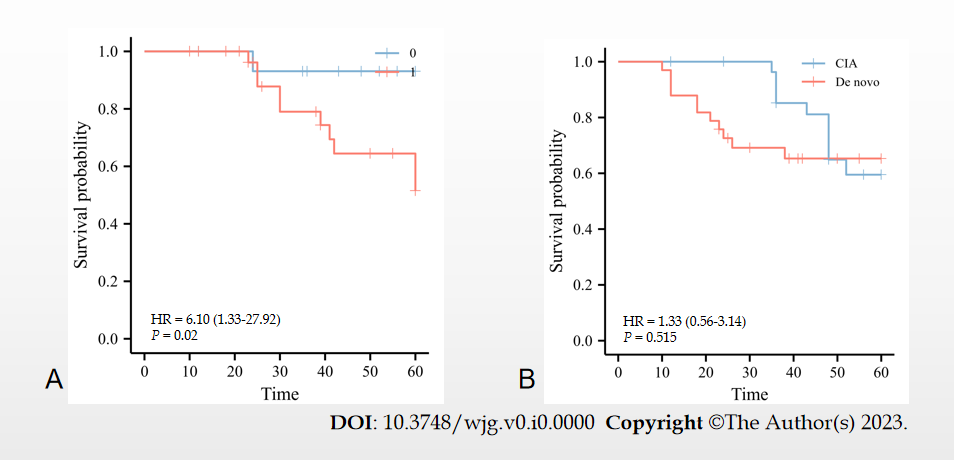 1.0
0.8
0.6
0.4
0.2
0.0
Survival probability
0
1
HR = 6.10 (1.33-27.92)
P = 0.02
0 10 20 30 40 50 60
Time
A
1.0
0.8
0.6
0.4
0.2
0.0
Survival probability
CIA
De novo
HR = 1.33 (0.56-3.14)
P = 0.515
0 10 20 30 40 50 60
Time
B
DOI: 10.3748/wjg.v0.i0.0000 Copyright ©The Author(s) 2023.